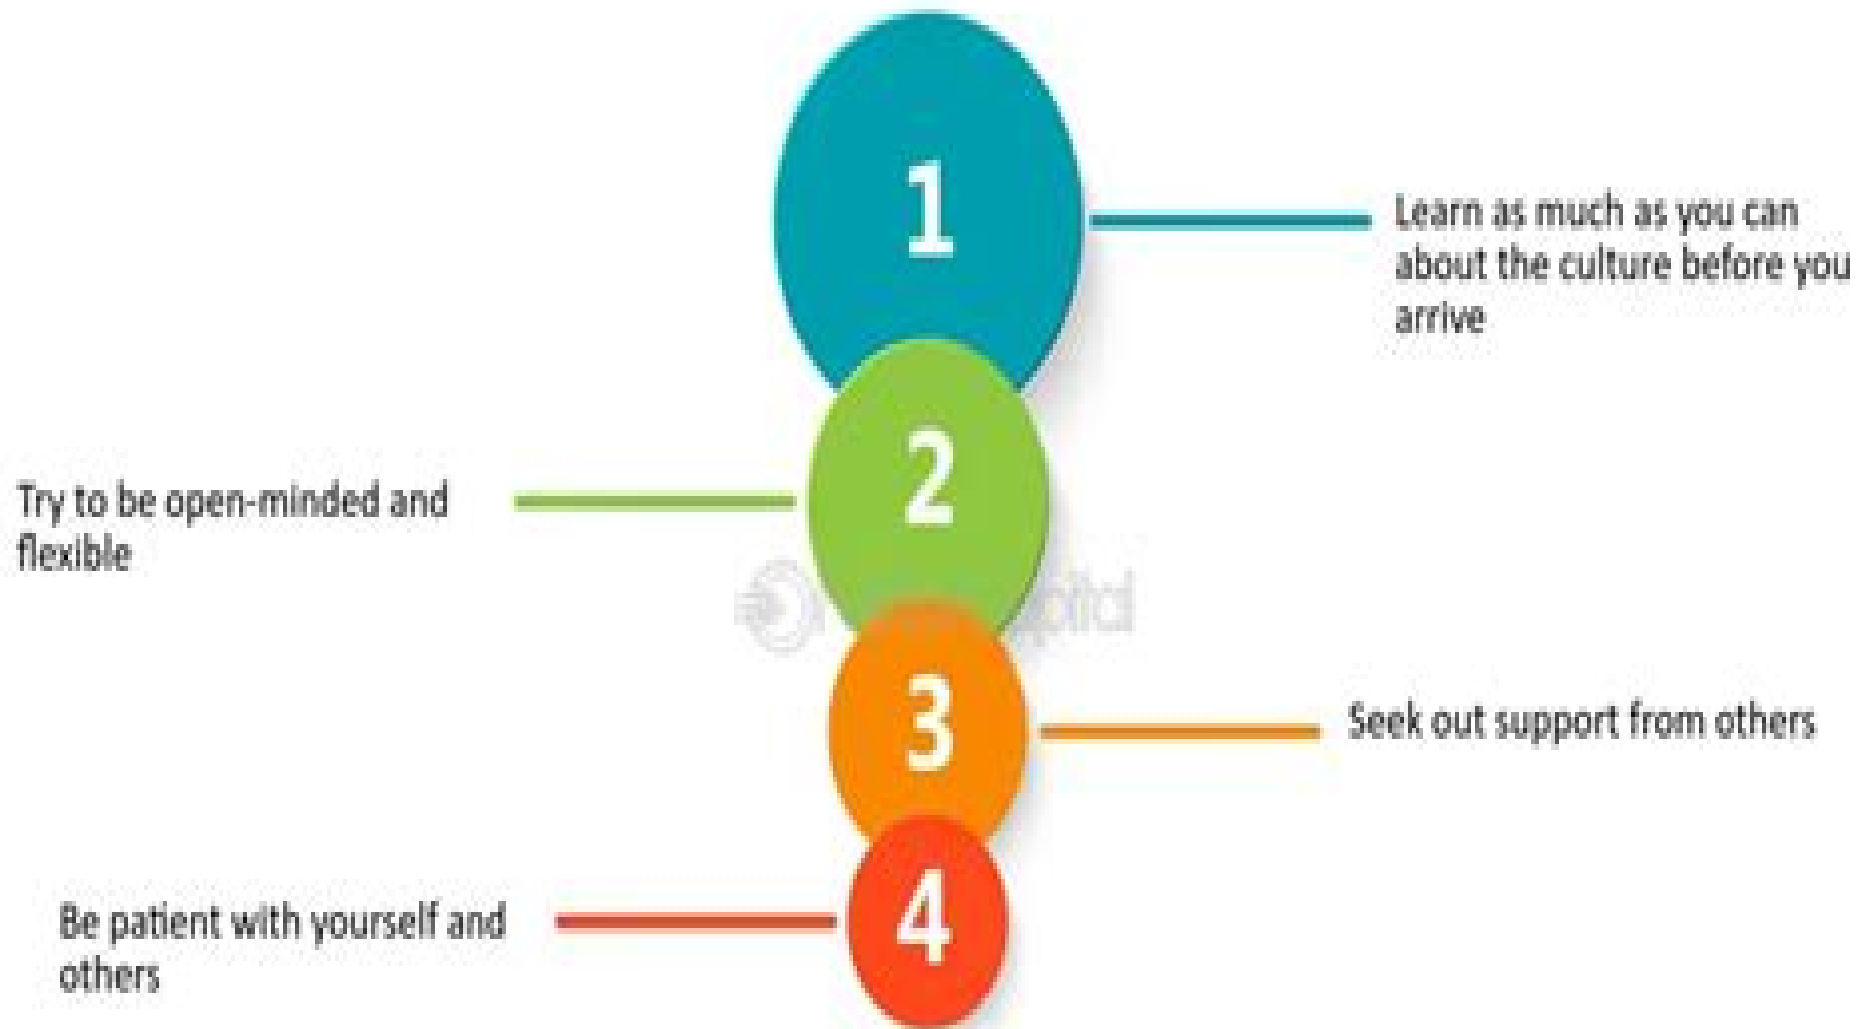 1
Learn as much as you can
about the culture before you
arrive
2
Try to be open-minded and
flexible
3
Seek out support from others
4
Be patient with yourself and
others